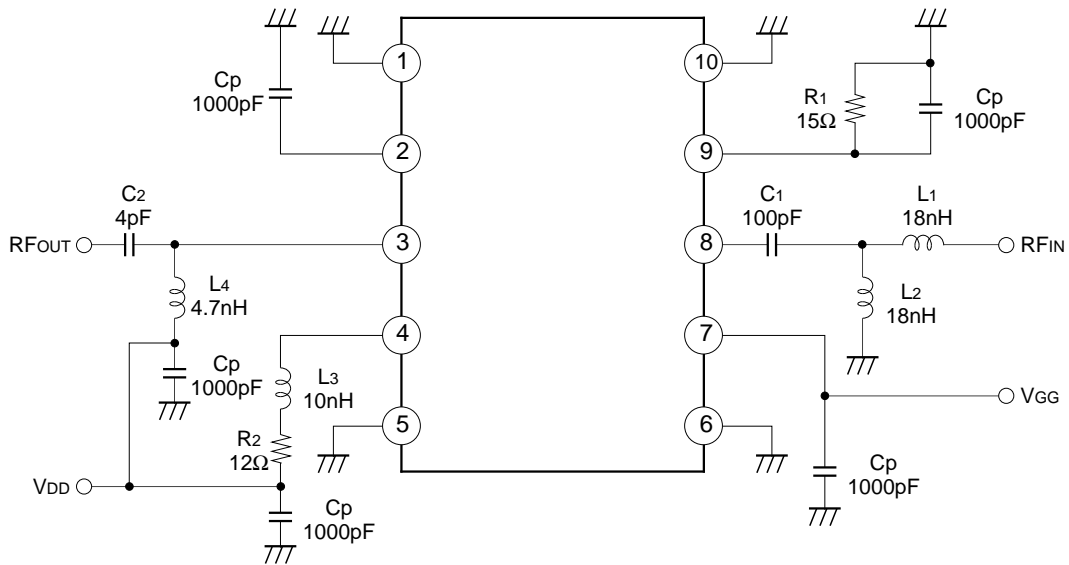 1
10
Cp
1000pF
R1
15Ω
Cp
1000pF
2
9
C2
4pF
C1
100pF
L1
18nH
RFOUT
3
8
RFIN
L4
4.7nH
L2
18nH
4
7
Cp
1000pF
L3
10nH
VGG
5
6
R2
12Ω
Cp
1000pF
VDD
Cp
1000pF